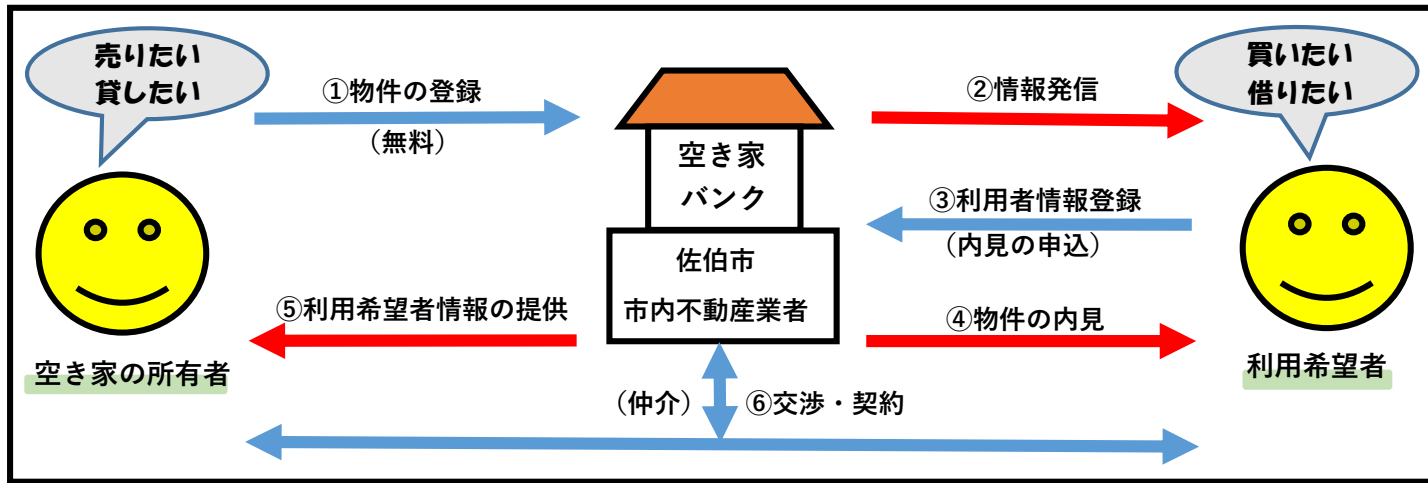 売りたい
貸したい
①物件の登録
（無料）
空き家
バンク
佐伯市
市内不動産業者
②情報発信
買いたい
借りたい
③利用者情報登録
（内見の申込）
④物件の内見
⑤利用希望者情報の提供
空き家の所有者
利用希望者
（仲介）
⑥交渉・契約